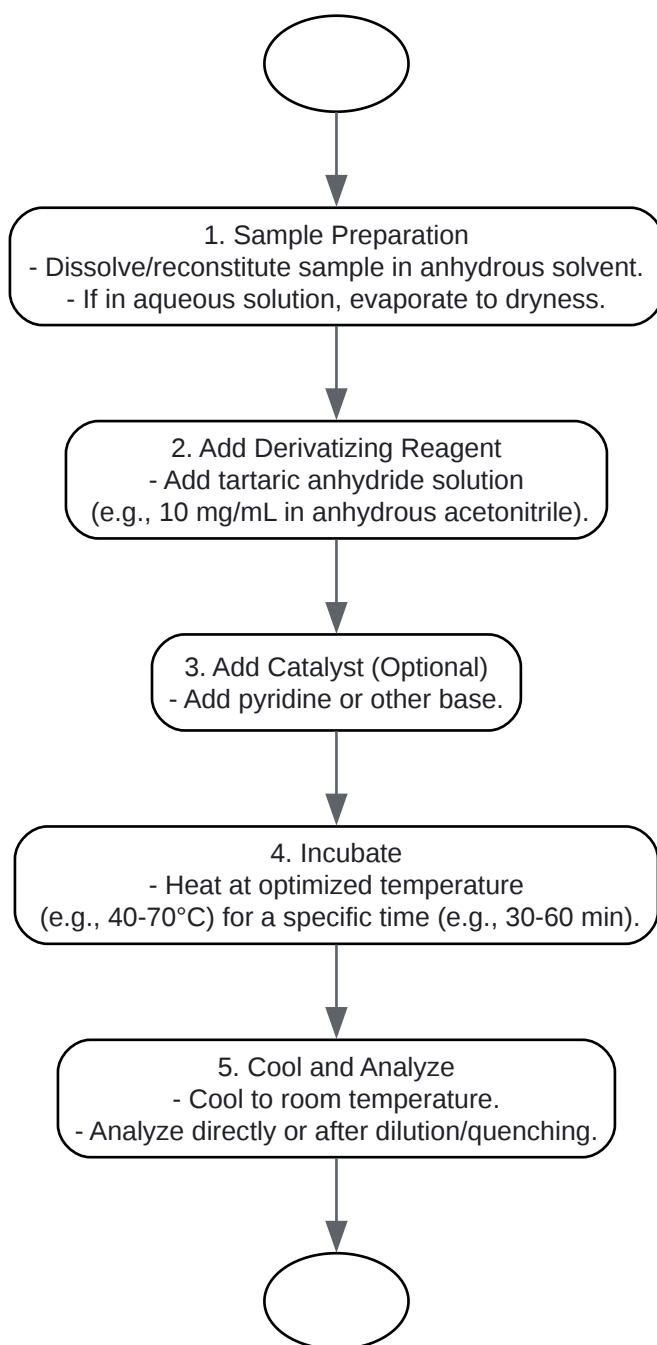 1. Sample Preparation
- Dissolve/reconstitute sample in anhydrous solvent.
- If in aqueous solution, evaporate to dryness.
2. Add Derivatizing Reagent
- Add tartaric anhydride solution
(e.g., 10 mg/mL in anhydrous acetonitrile).
3. Add Catalyst (Optional)
- Add pyridine or other base.
4. Incubate
- Heat at optimized temperature
(e.g., 40-70°C) for a specific time (e.g., 30-60 min).
5. Cool and Analyze
- Cool to room temperature.
- Analyze directly or after dilution/quenching.